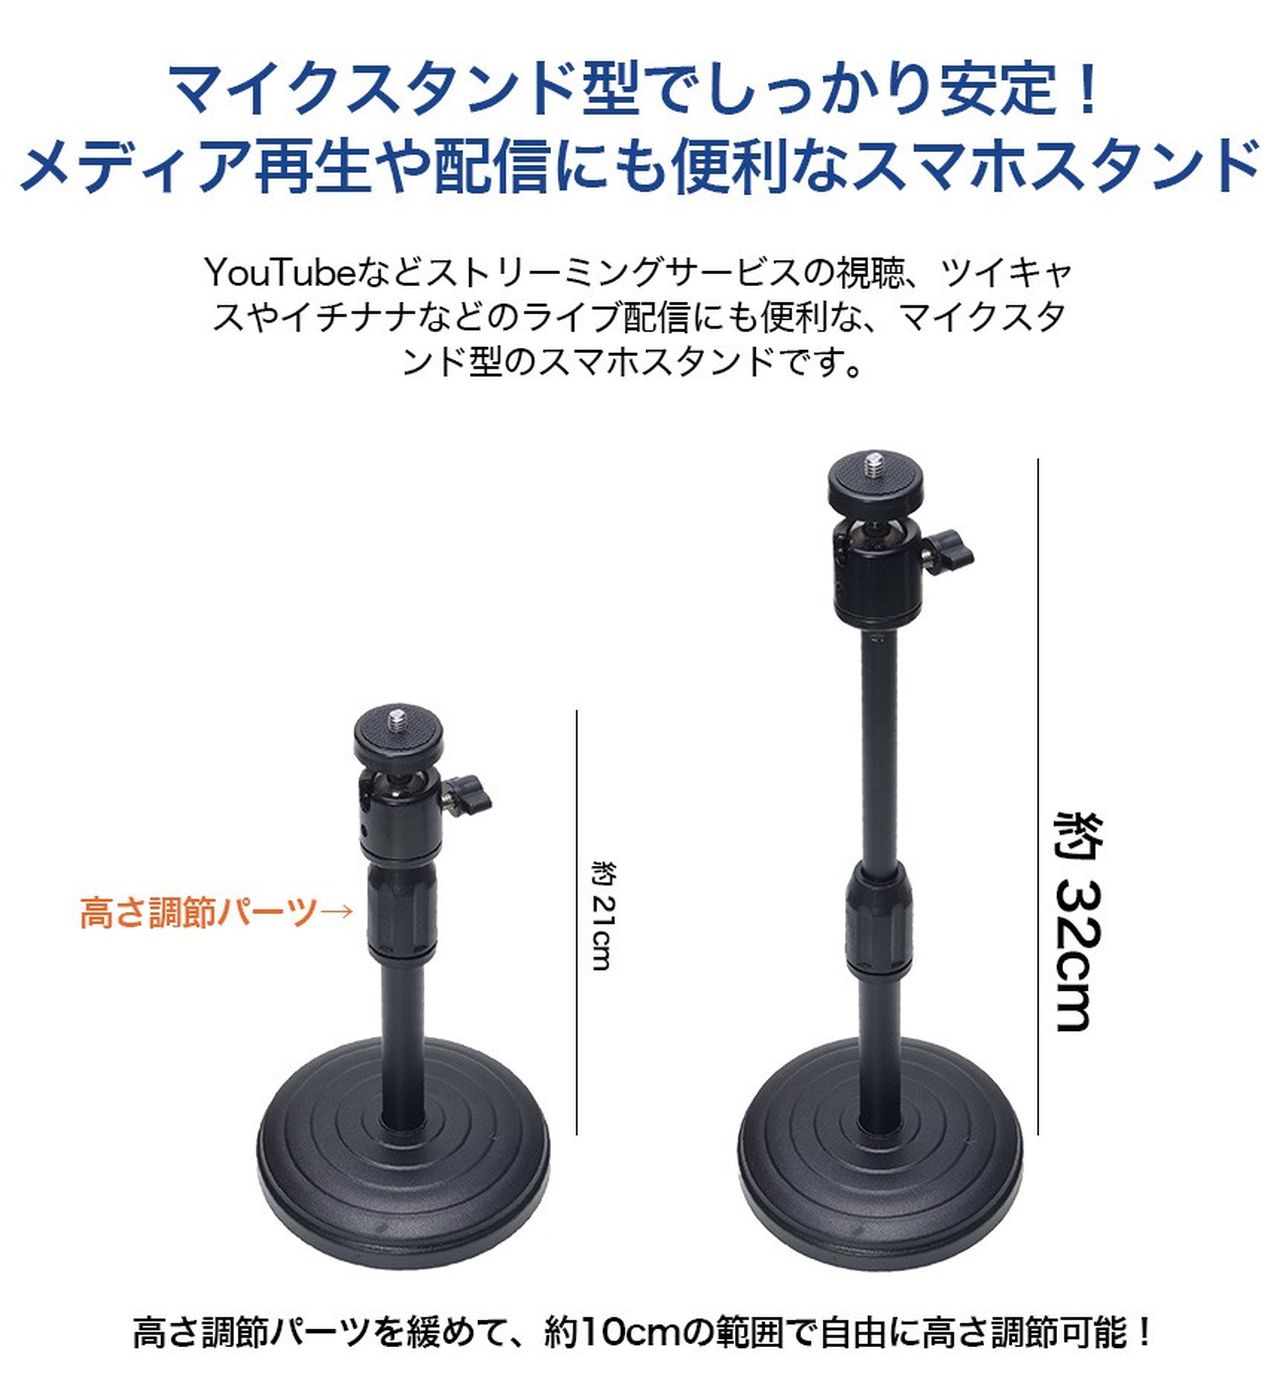 マイクスタンド型でしっかり安定！
メディア再生や配信にも便利なスマホスタンド
YouTubeなどストリーミングサービスの視聴、ツイキャ
スやイチナナなどのライブ配信にも便利な、マイクスタ
ンド型のスマホスタンドです。
高さ調節パーツ→
約 21cm
約 32cm
高さ調節パーツを緩めて、約10cmの範囲で自由に高さ調節可能！